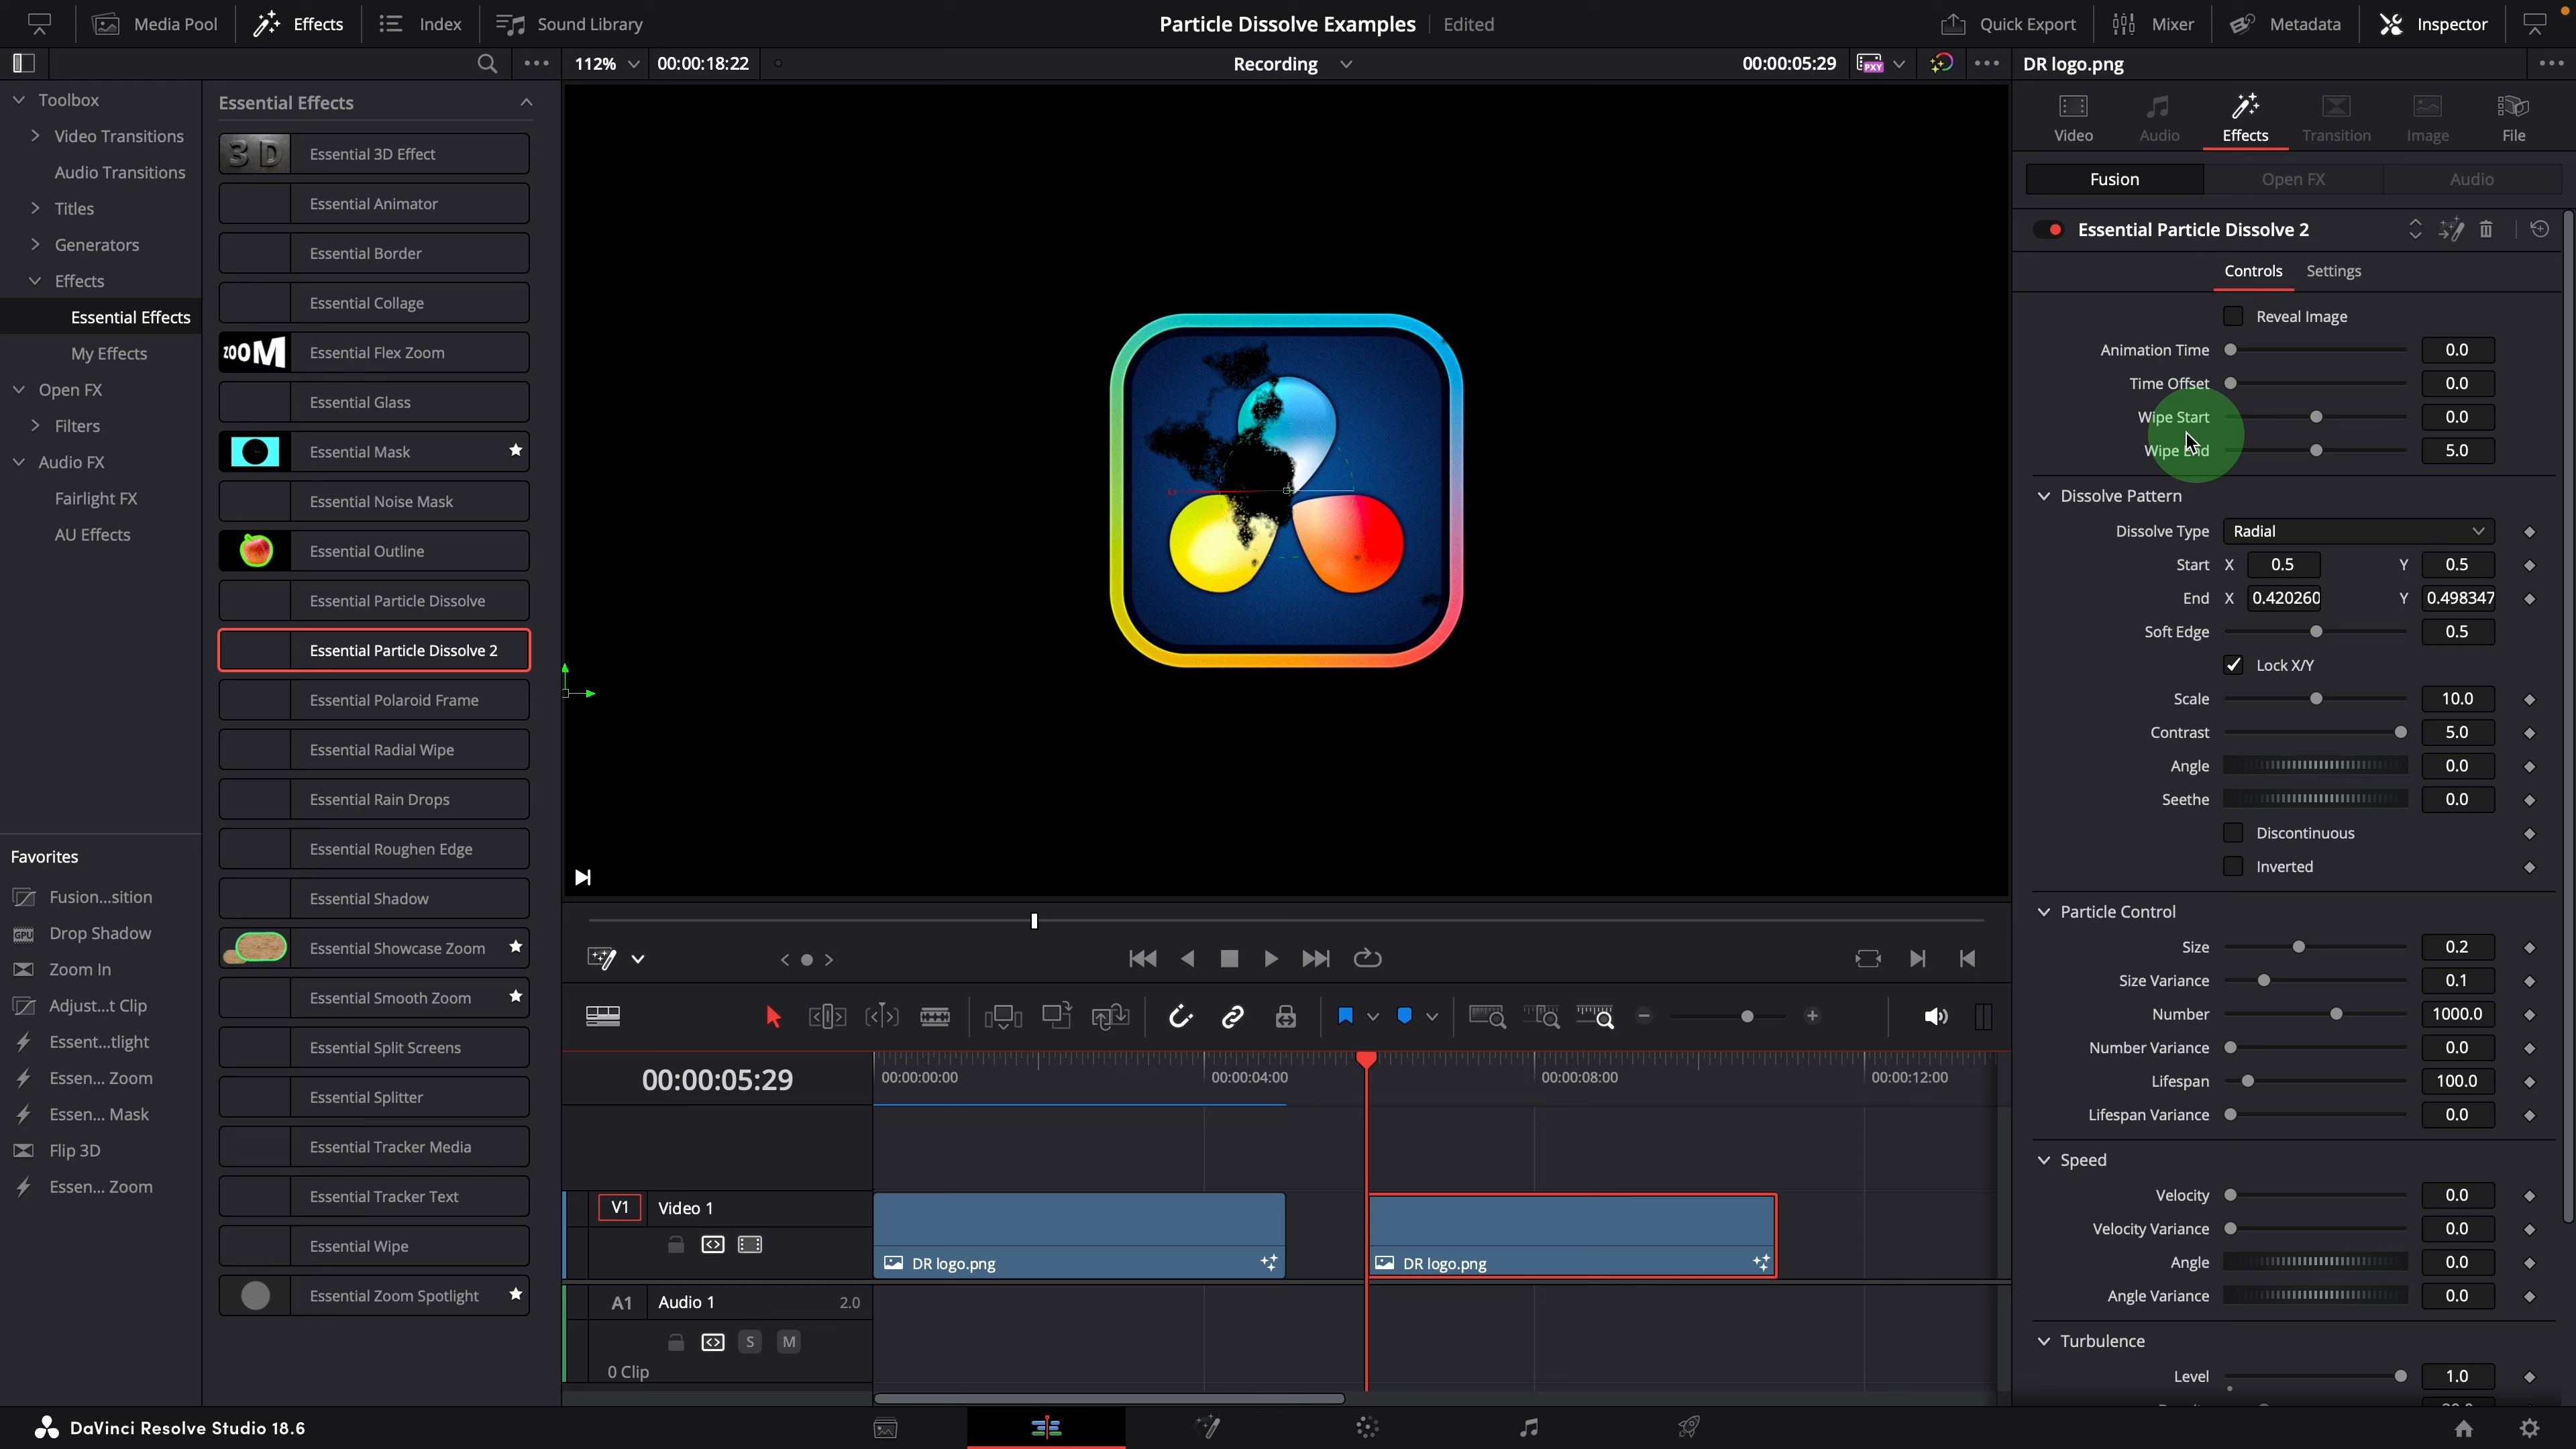 Media Pool
Effects
Index
Sound Library
Particle Dissolve Examples
Edited
Quick Export
Mixer
Metadata
Inspector
112%
00:00:18:22
Recording
00:00:05:29
PXY
DR logo.png
Toolbox
Video Transitions
Audio Transitions
Titles
Generators
Effects
Essential Effects
My Effects
Open FX
Filters
Audio FX
Fairlight FX
AU Effects
Favorites
Fusion...sition
GPU
Drop Shadow
Zoom In
Adjust...t Clip
Essent...tlight
Essen... Zoom
Essen... Mask
Flip 3D
Essen... Zoom
Essential Effects
3D
Essential 3D Effect
Essential Animator
Essential Border
Essential Collage
ZOOM
Essential Flex Zoom
Essential Glass
Essential Mask
Essential Noise Mask
Essential Outline
Essential Particle Dissolve
Essential Particle Dissolve 2
Essential Polaroid Frame
Essential Radial Wipe
Essential Rain Drops
Essential Roughen Edge
Essential Shadow
Essential Showcase Zoom
Essential Smooth Zoom
Essential Split Screens
Essential Splitter
Essential Tracker Media
Essential Tracker Text
Essential Wipe
Essential Zoom Spotlight
00:00:05:29
00:00:00:00
00:00:04:00
00:00:08:00
00:00:12:00
V1
Video 1
DR logo.png
DR logo.png
A1
Audio 1
2.0
S
M
0 Clip
Video
Audio
Effects
Transition
Image
File
Fusion
Open FX
Audio
Essential Particle Dissolve 2
Controls
Settings
Reveal Image
Animation Time 0.0
Time Offset 0.0
Wipe Start 0.0
Wipe End 5.0
Dissolve Pattern
Dissolve Type Radial
Start X 0.5 Y 0.5
End X 0.420260 Y 0.498347
Soft Edge 0.5
Lock X/Y
Scale 10.0
Contrast 5.0
Angle 0.0
Seethe 0.0
Discontinuous
Inverted
Particle Control
Size 0.2
Size Variance 0.1
Number 1000.0
Number Variance 0.0
Lifespan 100.0
Lifespan Variance 0.0
Speed
Velocity 0.0
Velocity Variance 0.0
Angle 0.0
Angle Variance 0.0
Turbulence
Level 1.0
DaVinci Resolve Studio 18.6